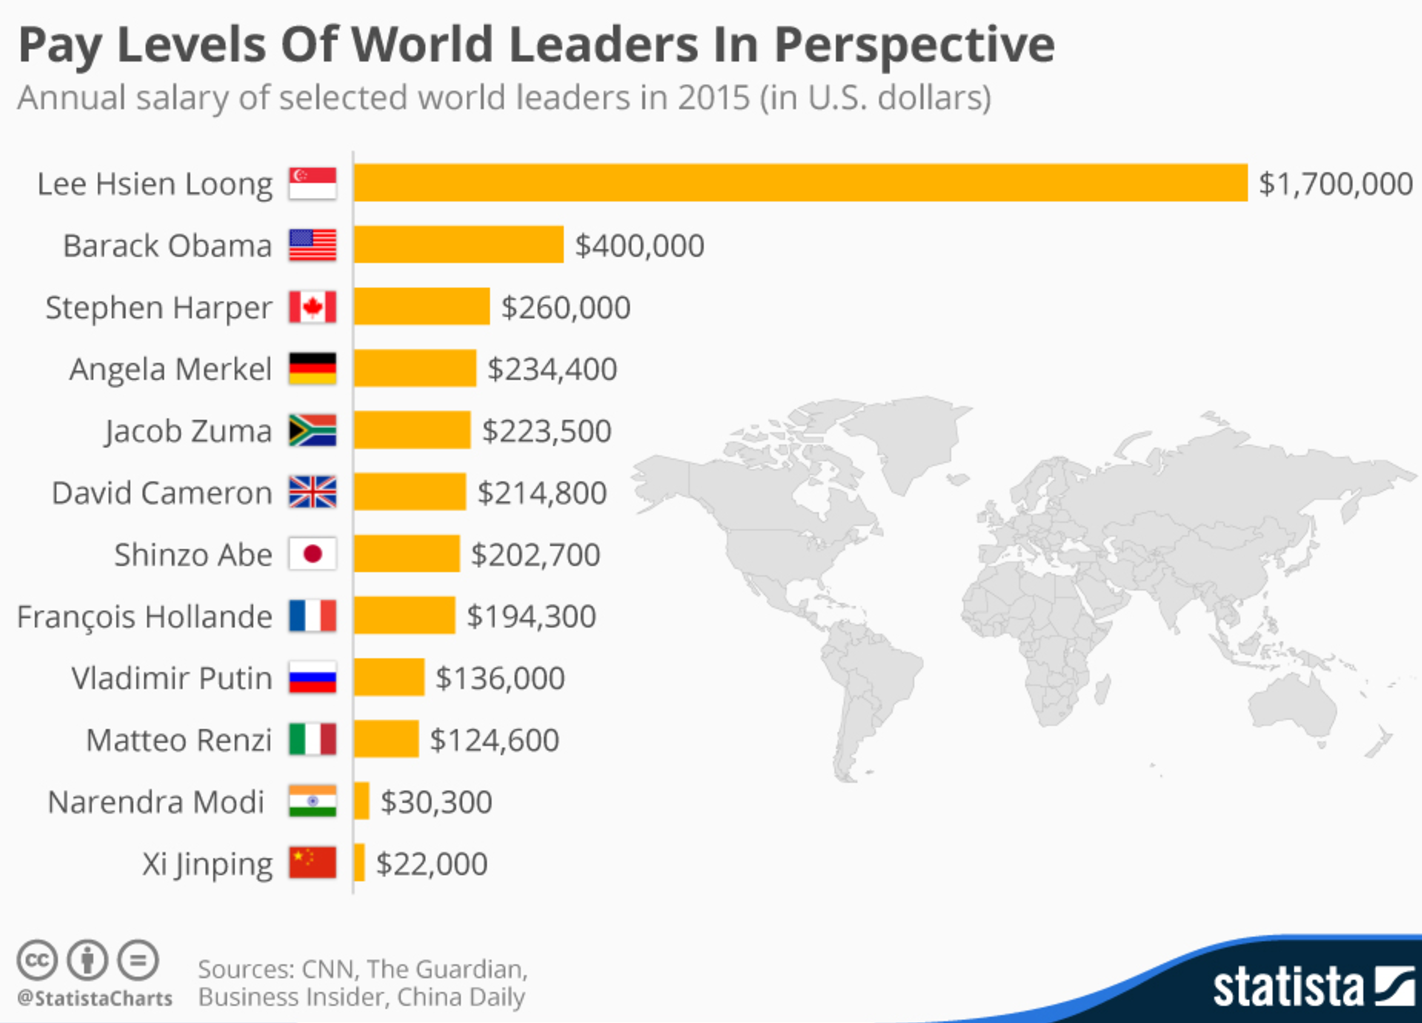 Pay Levels Of World Leaders In Perspective
Annual salary of selected world leaders in 2015 (in U.S. dollars)
Lee Hsien Loong $1,700,000
Barack Obama $400,000
Stephen Harper $260,000
Angela Merkel $234,400
Jacob Zuma $223,500
David Cameron $214,800
Shinzo Abe $202,700
François Hollande $194,300
Vladimir Putin $136,000
Matteo Renzi $124,600
Narendra Modi $30,300
Xi Jinping $22,000
cc
@StatistaCharts
Sources: CNN, The Guardian,
Business Insider, China Daily
statista